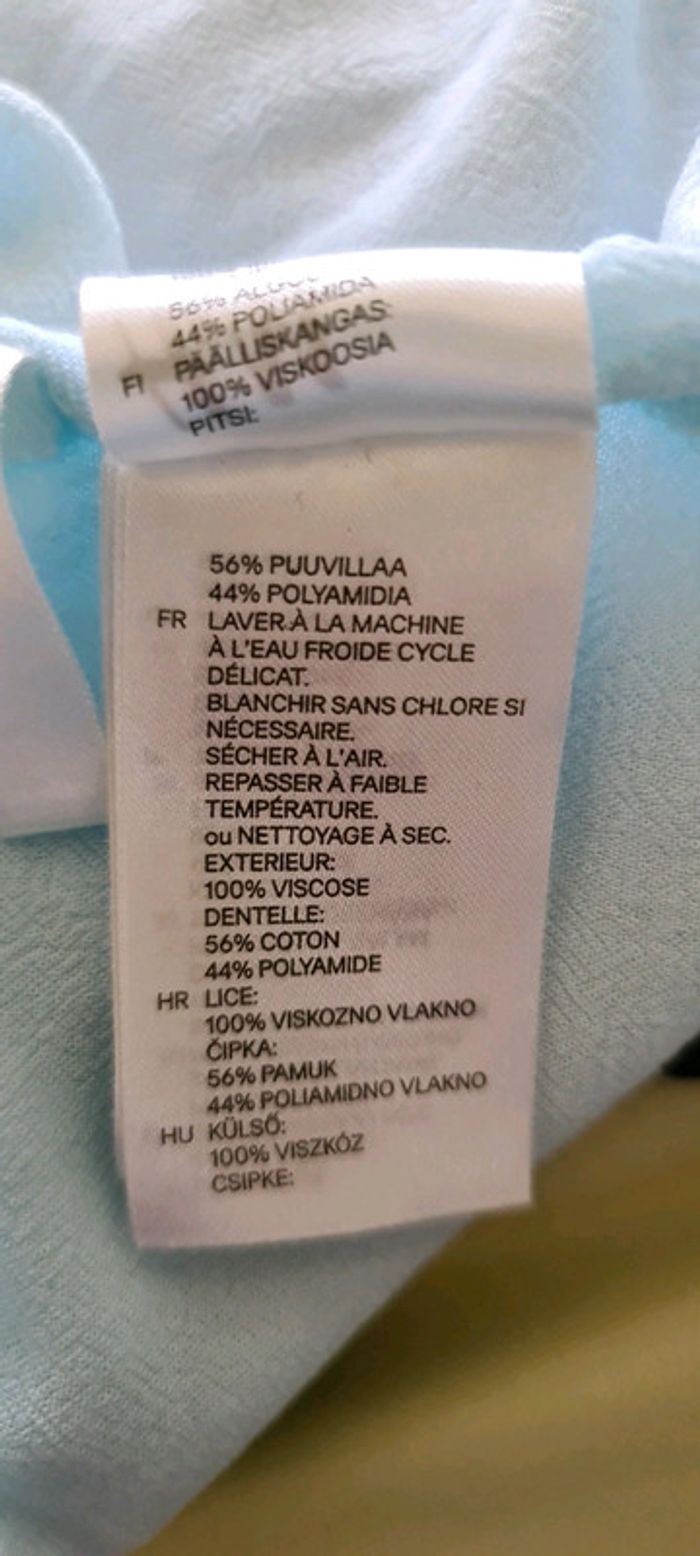 56% ALGO
44% POLIAMIDA
PÄÄLLISKANGAS:
FI 100% VISKOOSIA
PITSI:
56% PUUVILLAA
44% POLYAMIDIA
FR LAVER À LA MACHINE
À L'EAU FROIDE CYCLE
DÉLICAT.
BLANCHIR SANS CHLORE SI
NÉCESSAIRE.
SÉCHER À L'AIR.
REPASSER À FAIBLE
TEMPÉRATURE.
ou NETTOYAGE À SEC.
EXTERIEUR:
100% VISCOSE
DENTELLE:
56% COTON
44% POLYAMIDE
HR LICE:
100% VISKOZNO VLAKNO
ČIPKA:
56% PAMUK
44% POLIAMIDNO VLAKNO
HU KÜLSŐ:
100% VISZKÓZ
CSIPKE: